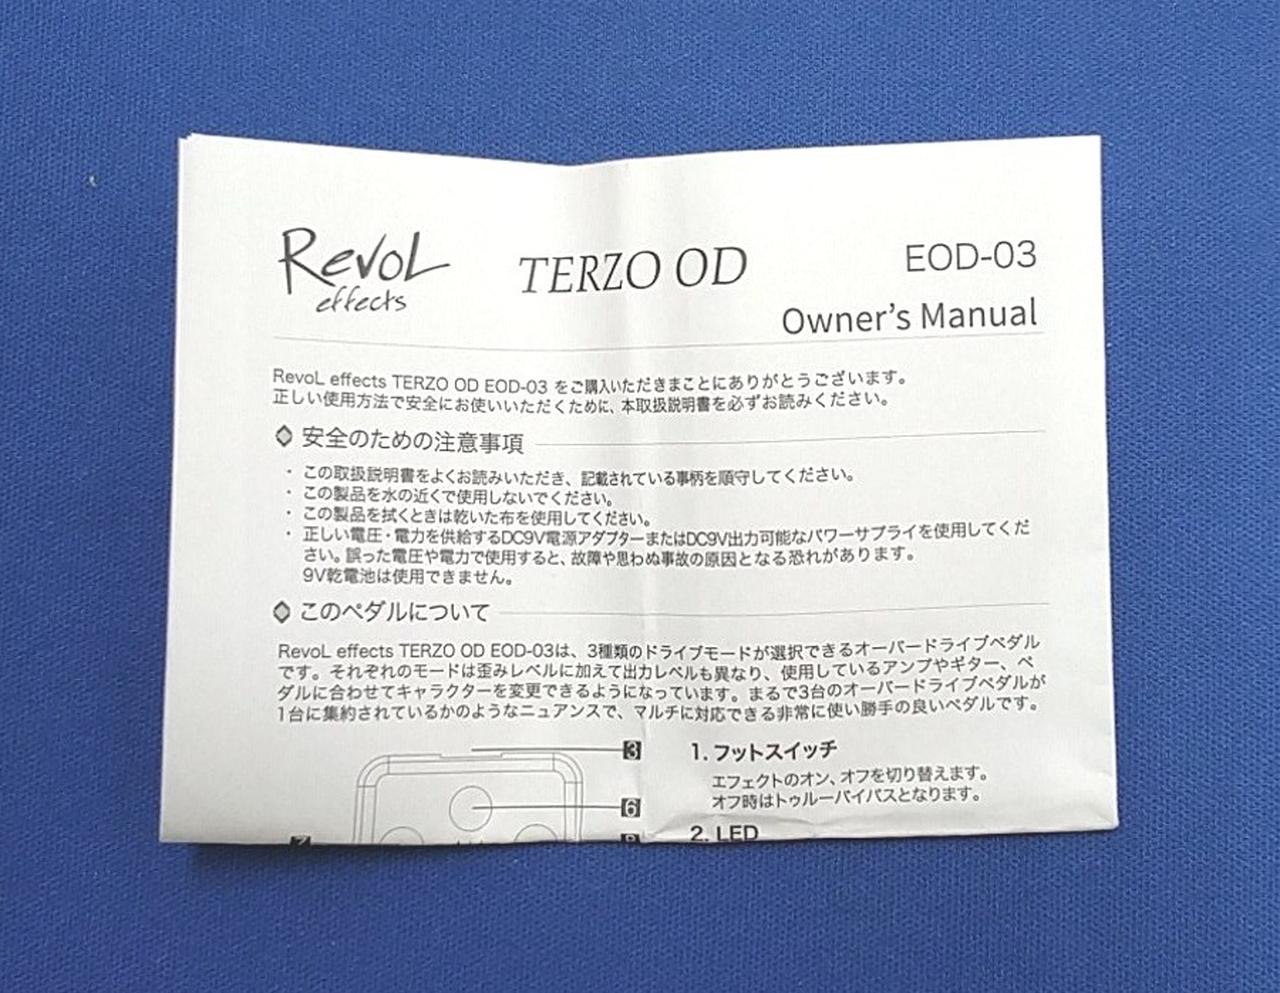 RevoL effects
TERZO OD
EOD-03
Owner's Manual
RevoL effects TERZO OD EOD-03 をご購入いただきまことにありがとうございます。
正しい使用方法で安全にお使いいただくために、本取扱説明書を必ずお読みください。
安全のための注意事項
・この取扱説明書をよくお読みいただき、記載されている事柄を順守してください。
・この製品を水の近くで使用しないでください。
・この製品を拭くときは乾いた布を使用してください。
・正しい電圧・電力を供給するDC9V電源アダプターまたはDC9V出力可能なパワーサプライを使用してくだ
さい。誤った電圧や電力で使用すると、故障や思わぬ事故の原因となる恐れがあります。
9V乾電池は使用できません。
このペダルについて
RevoL effects TERZO OD EOD-03は、3種類のドライブモードが選択できるオーバードライブペダル
です。それぞれのモードは歪みレベルに加えて出力レベルも異なり、使用しているアンプやギター、ペ
ダルに合わせてキャラクターを変更できるようになっています。まるで3台のオーバードライブペダルが
1台に集約されているかのようなニュアンスで、マルチに対応できる非常に使い勝手の良いペダルです。
3
6
7
1. フットスイッチ
エフェクトのオン、オフを切り替えます。
オフ時はトゥルーバイパスとなります。
2. LED